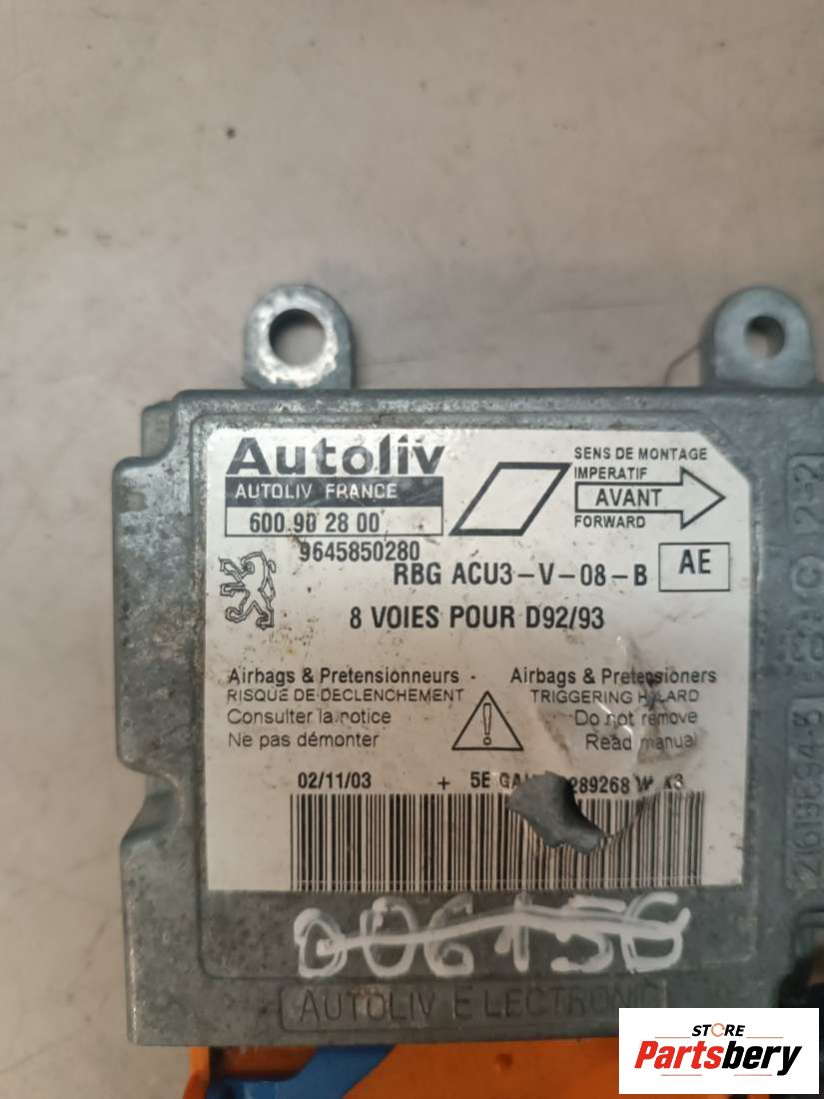 Autoliv
AUTOLIV FRANCE
600 90 28 00
9645850280
SENS DE MONTAGE
IMPERATIF
AVANT
FORWARD
RBG ACU3-V-08-B
AE
8 VOIES POUR D92/93
Airbags & Pretensionneurs -
RISQUE DE DECLENCHEMENT
Consulter la notice
Ne pas démonter
Airbags & Pretensioners
TRIGGERING
Do not remove
Read manual
02/11/03 + 5E 289268 W
006156
AUTOLIV ELECTRONIC
STORE
Partsbery